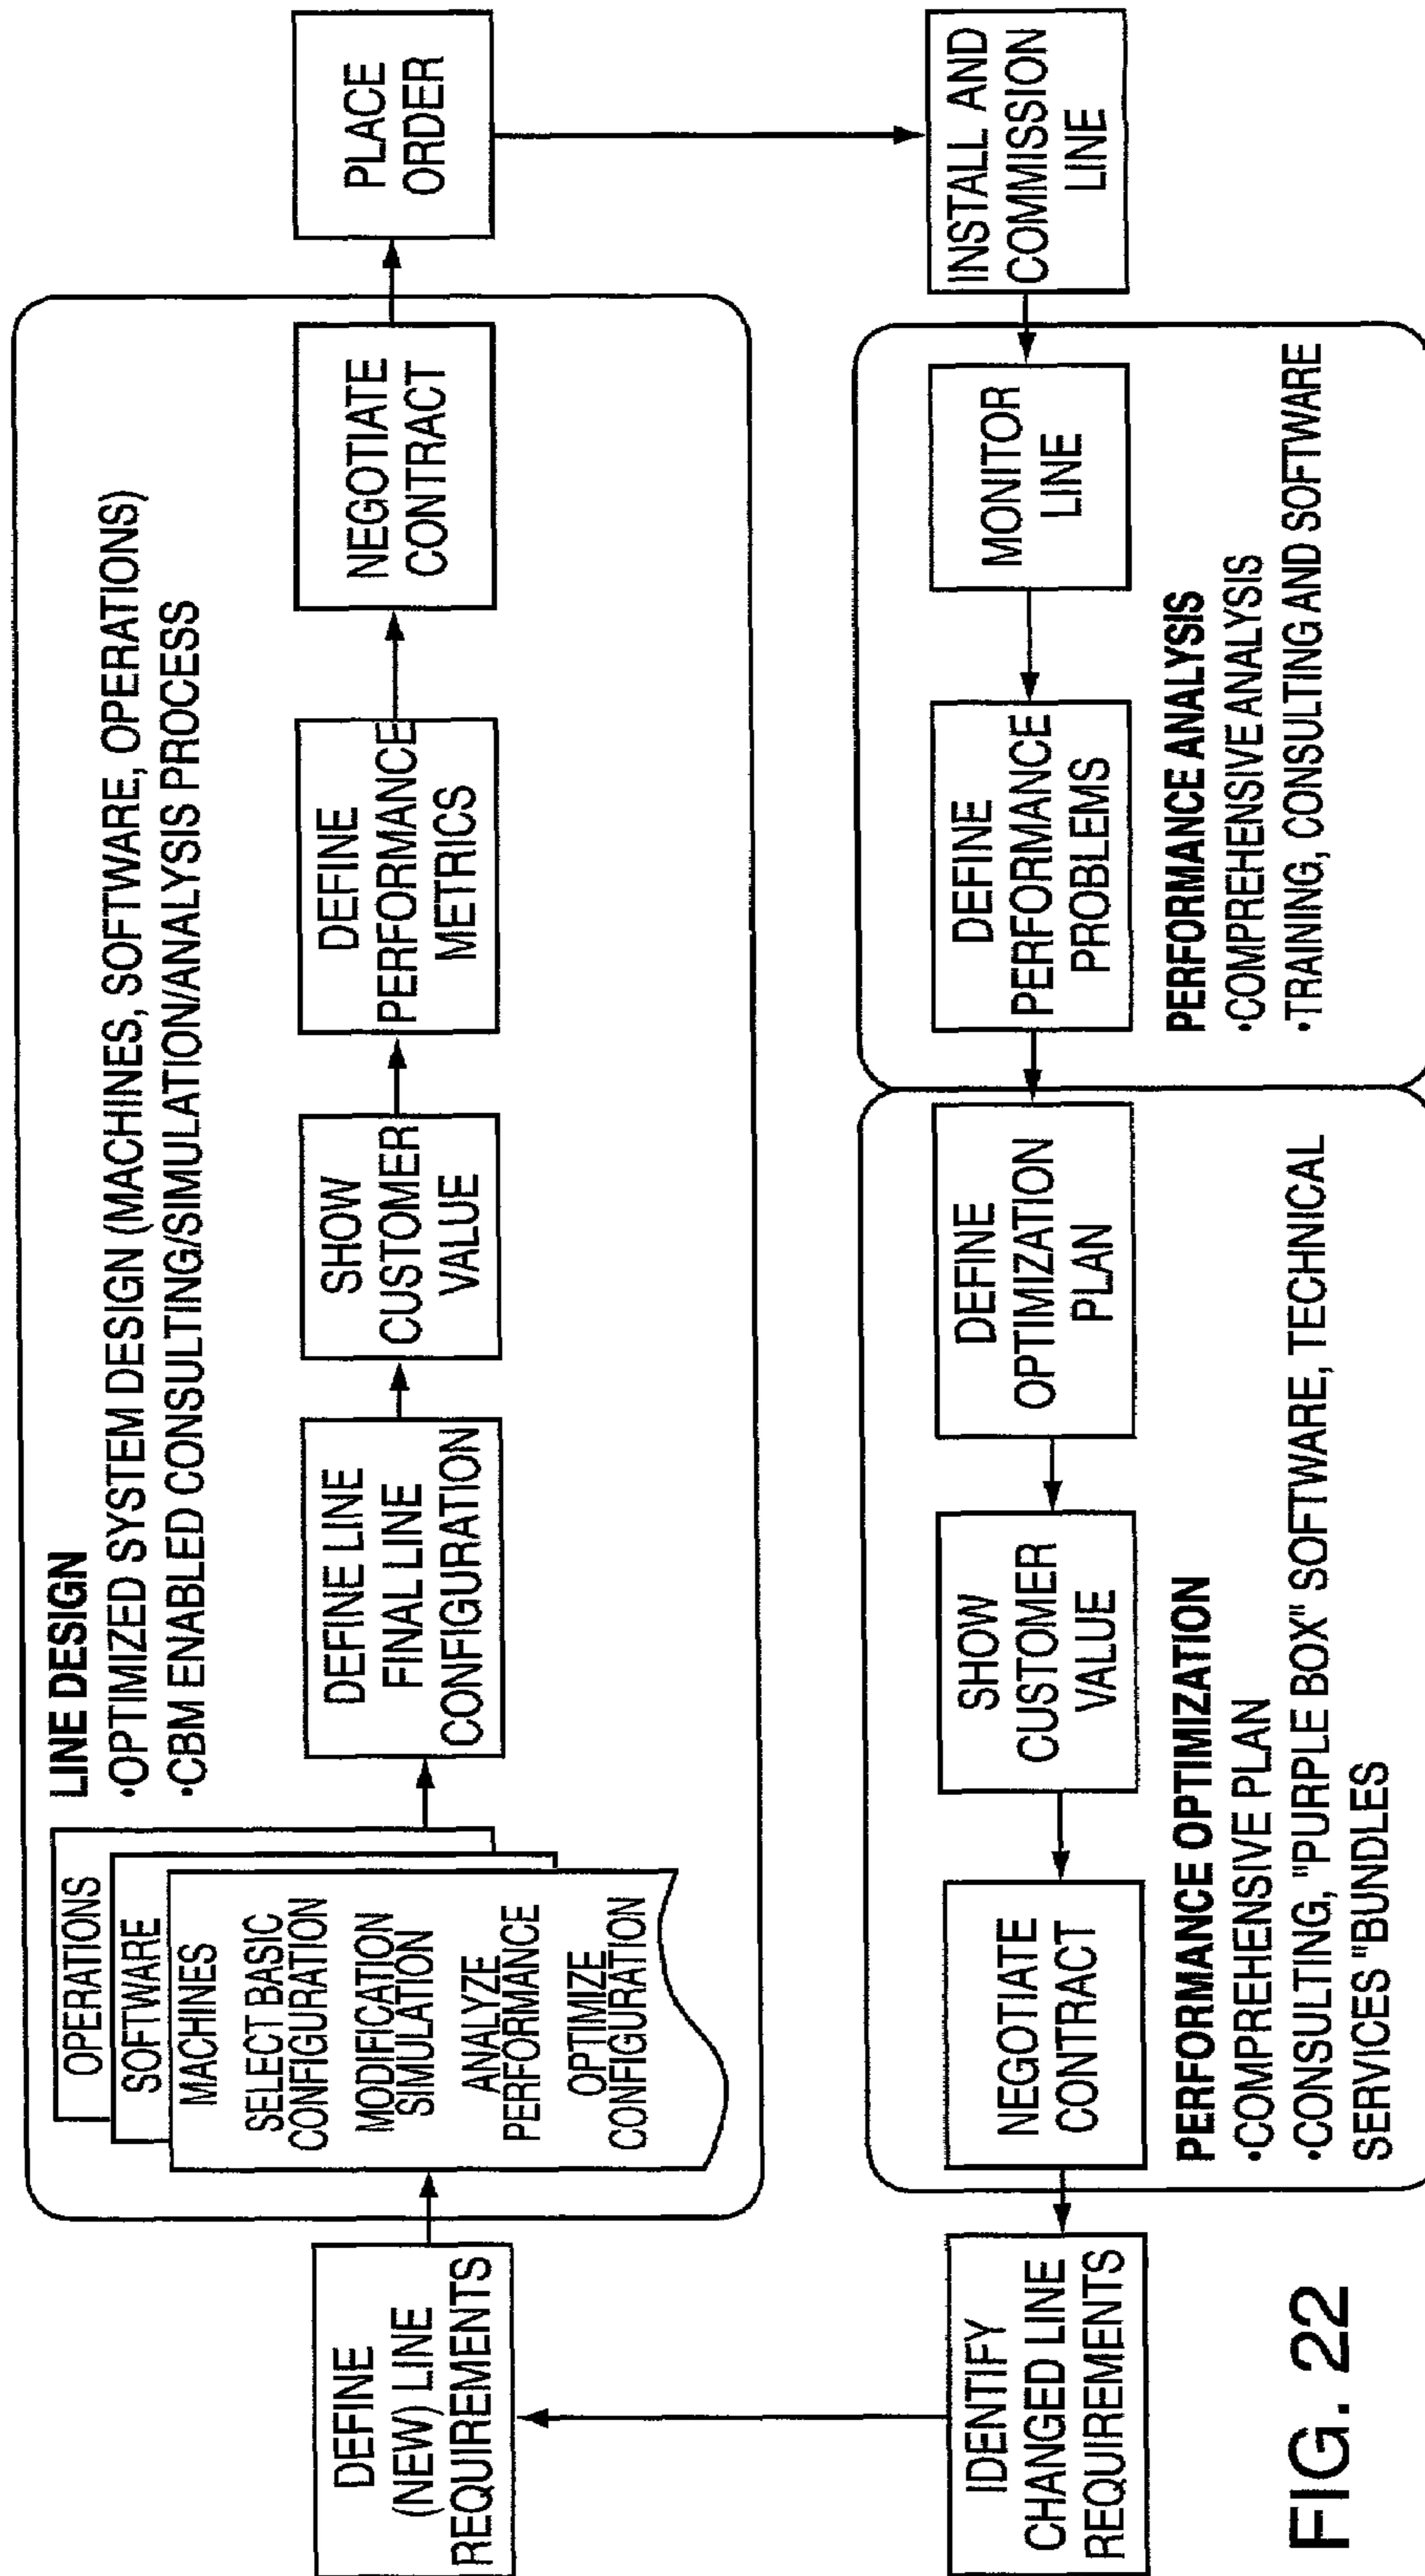 LINE DESIGN
•OPTIMIZED SYSTEM DESIGN (MACHINES, SOFTWARE, OPERATIONS)
•CBM ENABLED CONSULTING/SIMULATION/ANALYSIS PROCESS
DEFINE
(NEW) LINE
REQUIREMENTS
OPERATIONS
SOFTWARE
MACHINES
SELECT BASIC
CONFIGURATION
MODIFICATION
SIMULATION
ANALYZE
PERFORMANCE
OPTIMIZE
CONFIGURATION
DEFINE LINE
FINAL LINE
CONFIGURATION
SHOW
CUSTOMER
VALUE
DEFINE
PERFORMANCE
METRICS
NEGOTIATE
CONTRACT
PLACE
ORDER
INSTALL AND
COMMISSION
LINE
MONITOR
LINE
DEFINE
PERFORMANCE
PROBLEMS
PERFORMANCE ANALYSIS
•COMPREHENSIVE ANALYSIS
•TRAINING, CONSULTING AND SOFTWARE
DEFINE
OPTIMIZATION
PLAN
SHOW
CUSTOMER
VALUE
NEGOTIATE
CONTRACT
PERFORMANCE OPTIMIZATION
•COMPREHENSIVE PLAN
•CONSULTING, "PURPLE BOX" SOFTWARE, TECHNICAL
SERVICES "BUNDLES
IDENTIFY
CHANGED LINE
REQUIREMENTS
FIG. 22